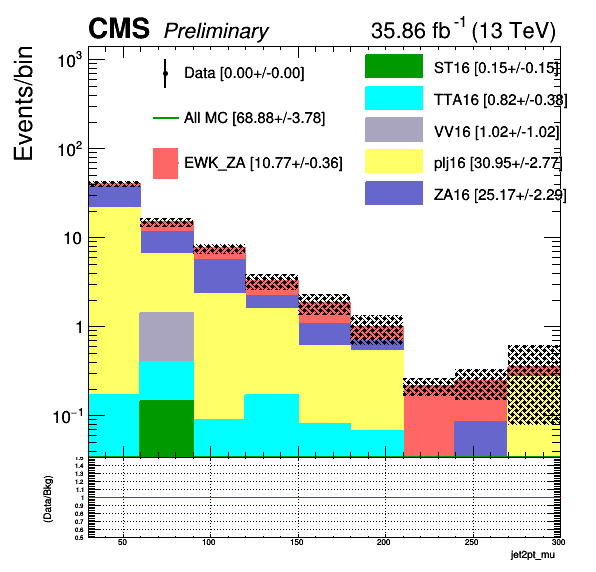 CMS Preliminary 35.86 fb⁻¹ (13 TeV)
Events/bin
Data [0.00+/-0.00]
All MC [68.88+/-3.78]
EWK_ZA [10.77+/-0.36]
ST16 [0.15+/-0.15]
TTA16 [0.82+/-0.38]
VV16 [1.02+/-1.02]
plj16 [30.95+/-2.77]
ZA16 [25.17+/-2.29]
10³
10²
10
1
10⁻¹
(Data/Bkg)
1.5
1.4
1.3
1.2
1.1
1
0.9
0.8
0.7
0.6
0.5
50 100 150 200 250 300
jet2pt_mu